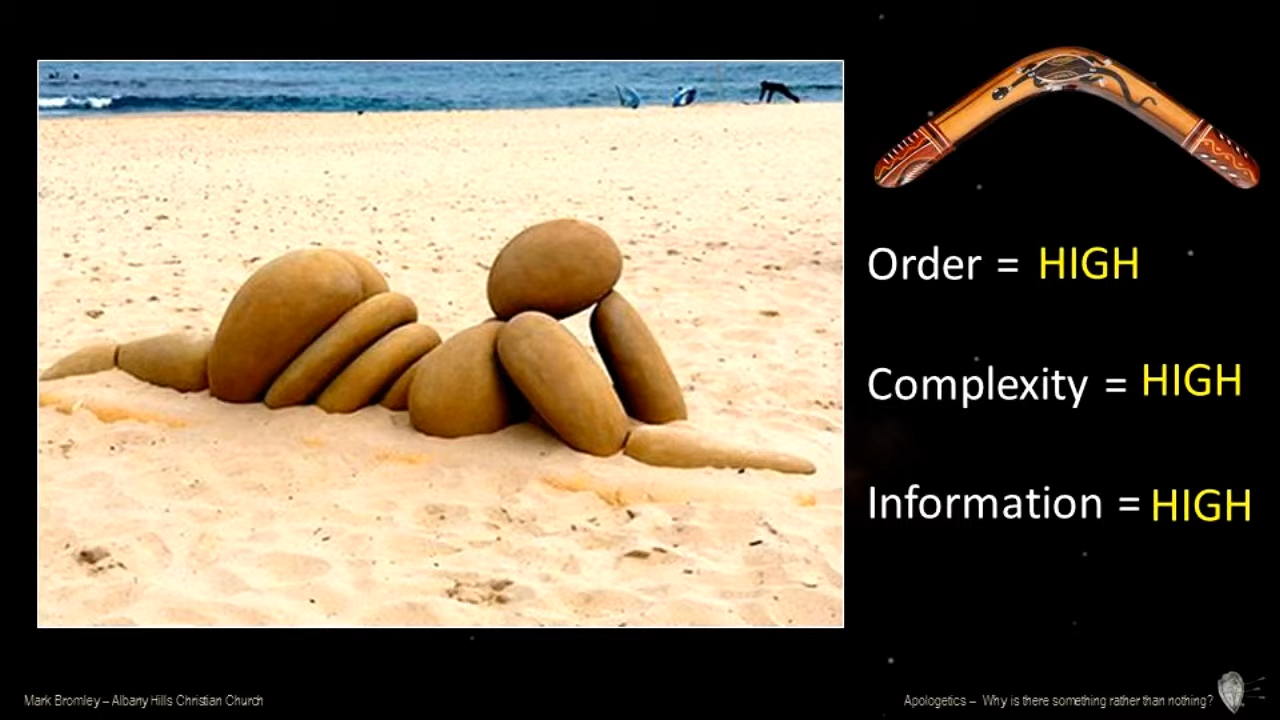 Order = HIGH
Complexity = HIGH
Information = HIGH
Mark Bromley – Albany Hills Christian Church
Apologetics – Why is there something rather than nothing?